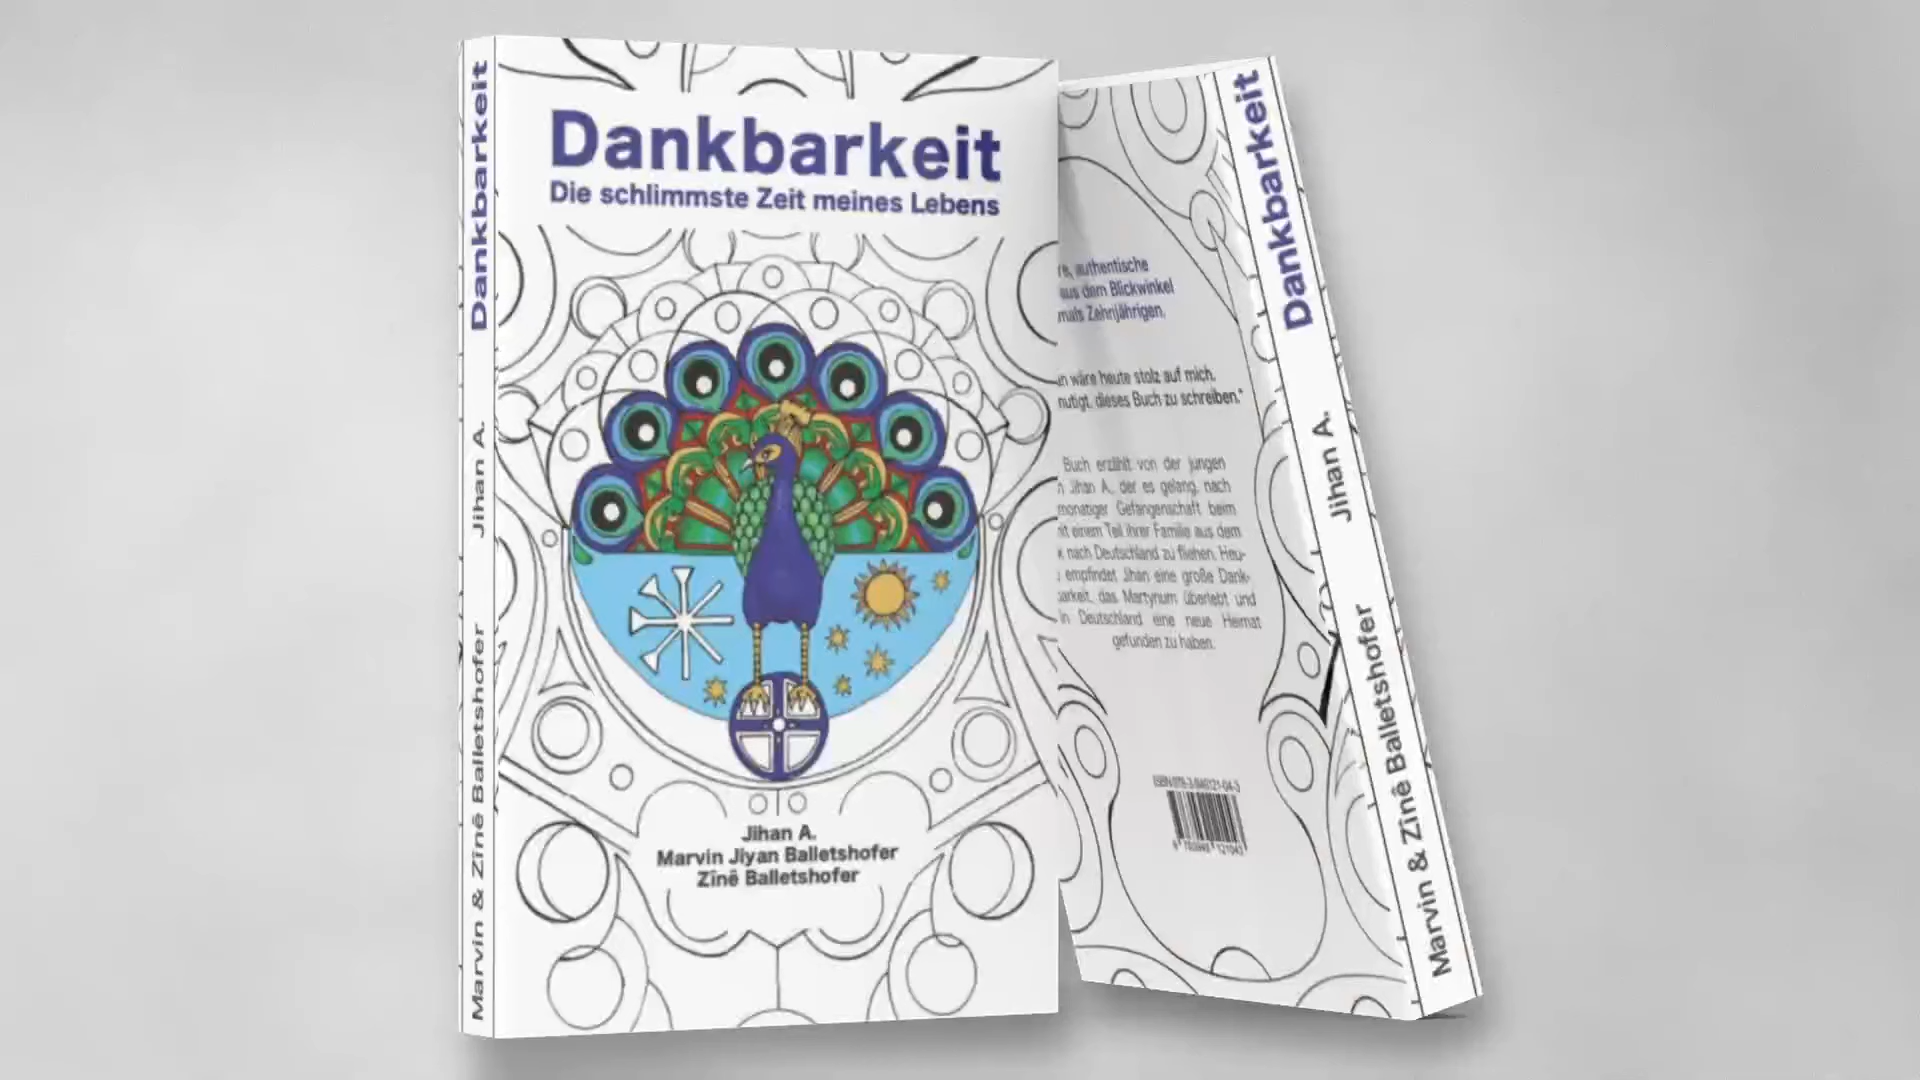 Dankbarkeit
Die schlimmste Zeit meines Lebens
Jihan A.
Marvin Jiyan Balletshofer
Zînê Balletshofer
Dankbarkeit
Jihan A.
Marvin & Zînê Balletshofer
authentische
aus dem Blickwinkel
Zehnjährigen.
wäre heute stolz auf mich,
dieses Buch zu schreiben."
Buch erzählt von der jungen
Jihan A., der es gelang, nach
Gefangenschaft beim
mit einem Teil ihrer Familie aus dem
nach Deutschland zu fliehen. Heu-
empfindet Jihan eine große Dank-
barkeit, das Martyrium überlebt und
in Deutschland eine neue Heimat
gefunden zu haben.
Dankbarkeit
Jihan A.
Marvin & Zînê Balletshofer